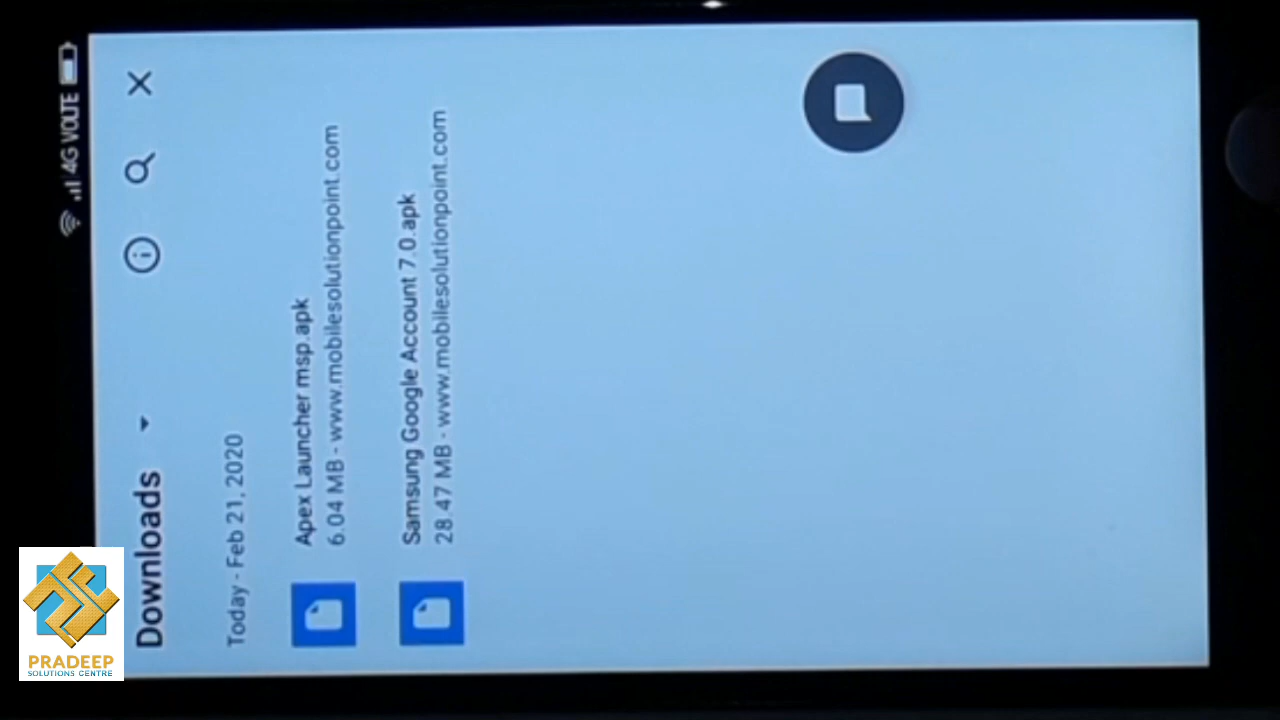 4G VOLTE
Downloads
Today - Feb 21, 2020
Apex Launcher msp.apk
6.04 MB - www.mobilesolutionpoint.com
Samsung Google Account 7.0.apk
28.47 MB - www.mobilesolutionpoint.com
PRADEEP
SOLUTIONS CENTRE